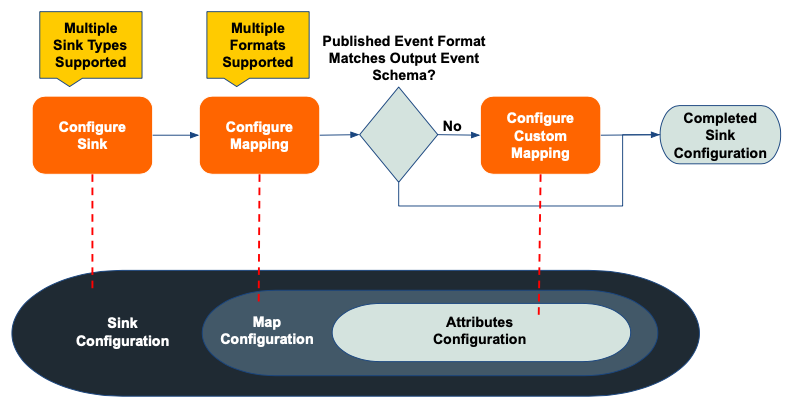 Multiple
Sink Types
Supported
Multiple
Formats
Supported
Published Event Format
Matches Output Event
Schema?
Configure
Sink
Configure
Mapping
No
Configure
Custom
Mapping
Completed
Sink
Configuration
Sink
Configuration
Map
Configuration
Attributes
Configuration